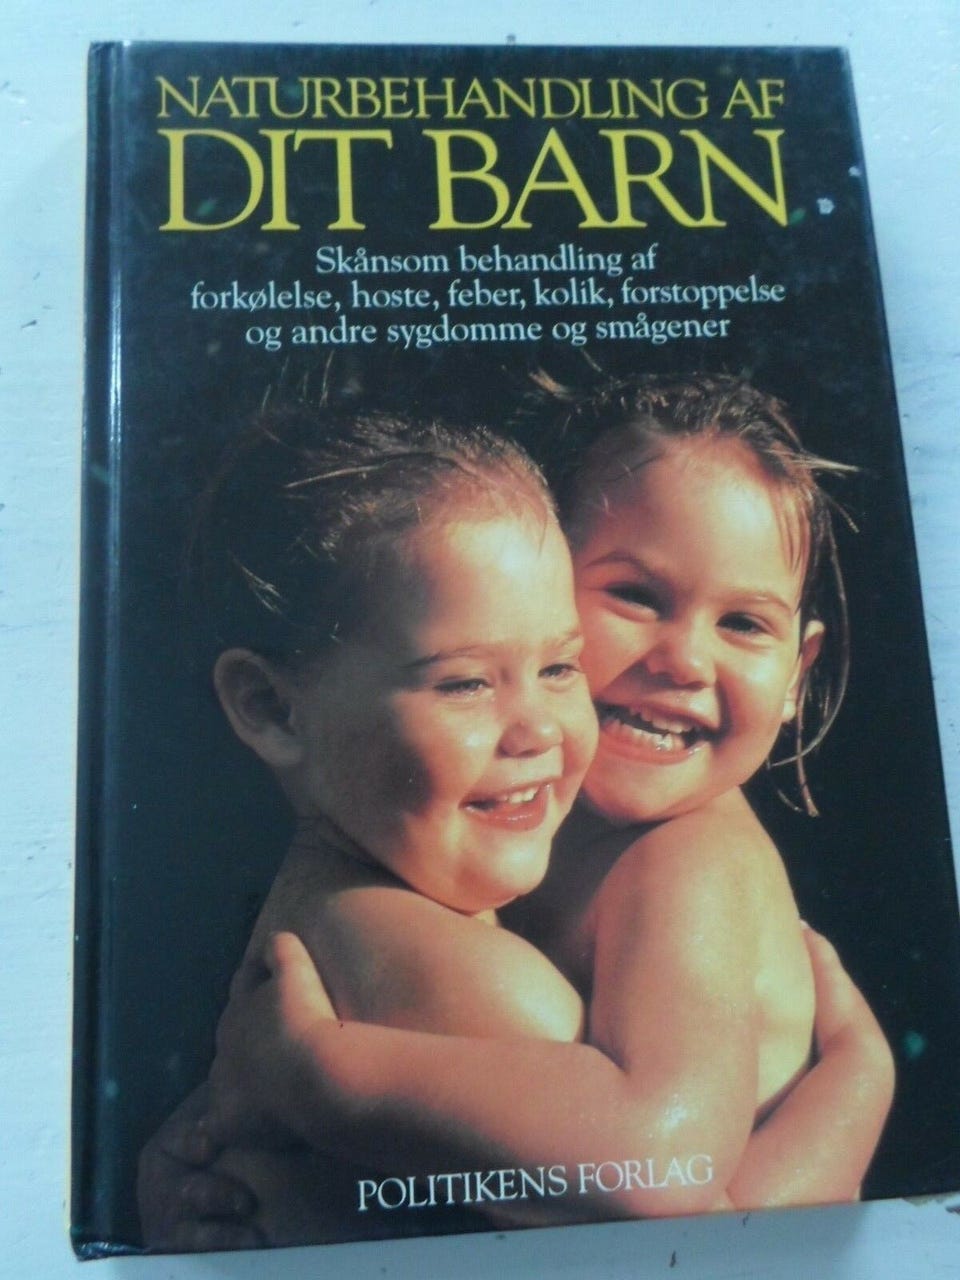 NATURBEHANDLING AF
DIT BARN
Skånsom behandling af
forkølelse, hoste, feber, kolik, forstoppelse
og andre sygdomme og smågener
POLITIKENS FORLAG